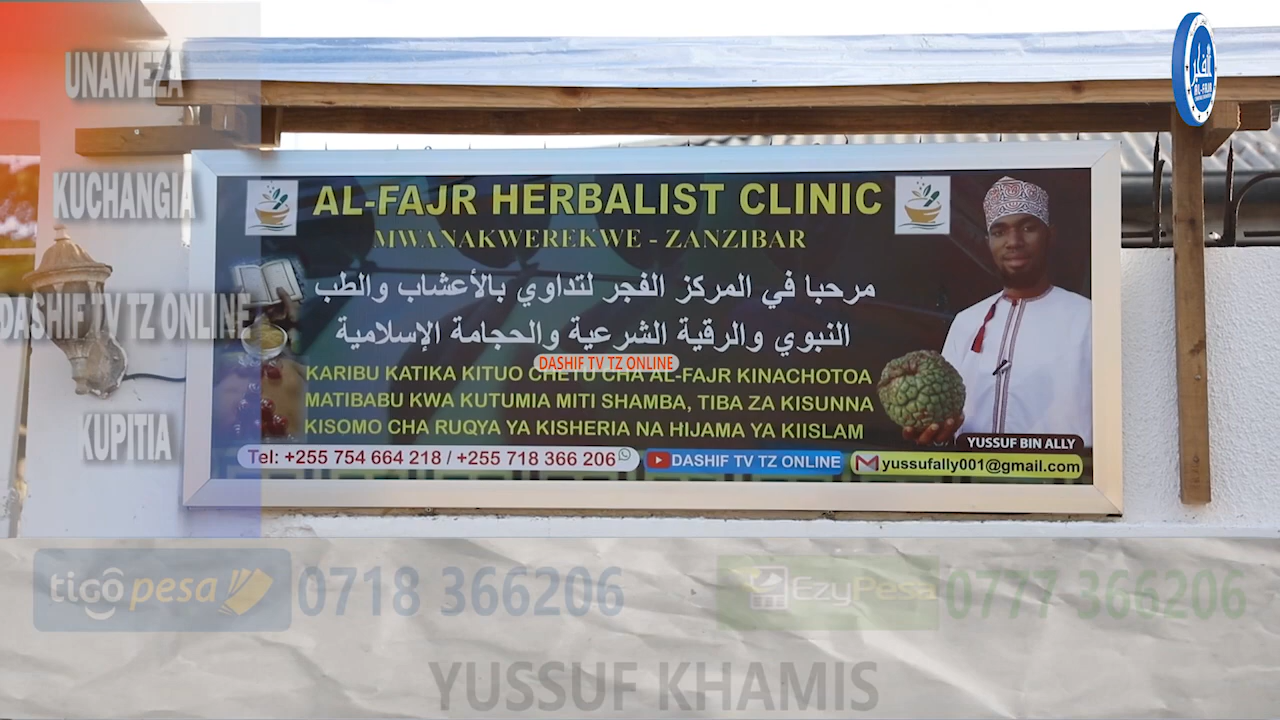 UNAWEZA
KUCHANGIA
DASHIF TV TZ ONLINE
KUPITIA
الفجر
AL-FAJR
AL-FAJR HERBALIST CLINIC
MWANAKWEREKWE - ZANZIBAR
مرحبا في المركز الفجر لتداوي بالأعشاب والطب
النبوي والرقية الشرعية والحجامة الإسلامية
DASHIF TV TZ ONLINE
KARIBU KATIKA KITUO CHETU CHA AL-FAJR KINACHOTOA
MATIBABU KWA KUTUMIA MITI SHAMBA, TIBA ZA KISUNNA
KISOMO CHA RUQYA YA KISHERIA NA HIJAMA YA KIISLAM
YUSSUF BIN ALLY
Tel: +255 754 664 218 / +255 718 366 206
DASHIF TV TZ ONLINE
yussufally001@gmail.com
tigo pesa 0718 366206
EzyPesa 0777 366206
YUSSUF KHAMIS